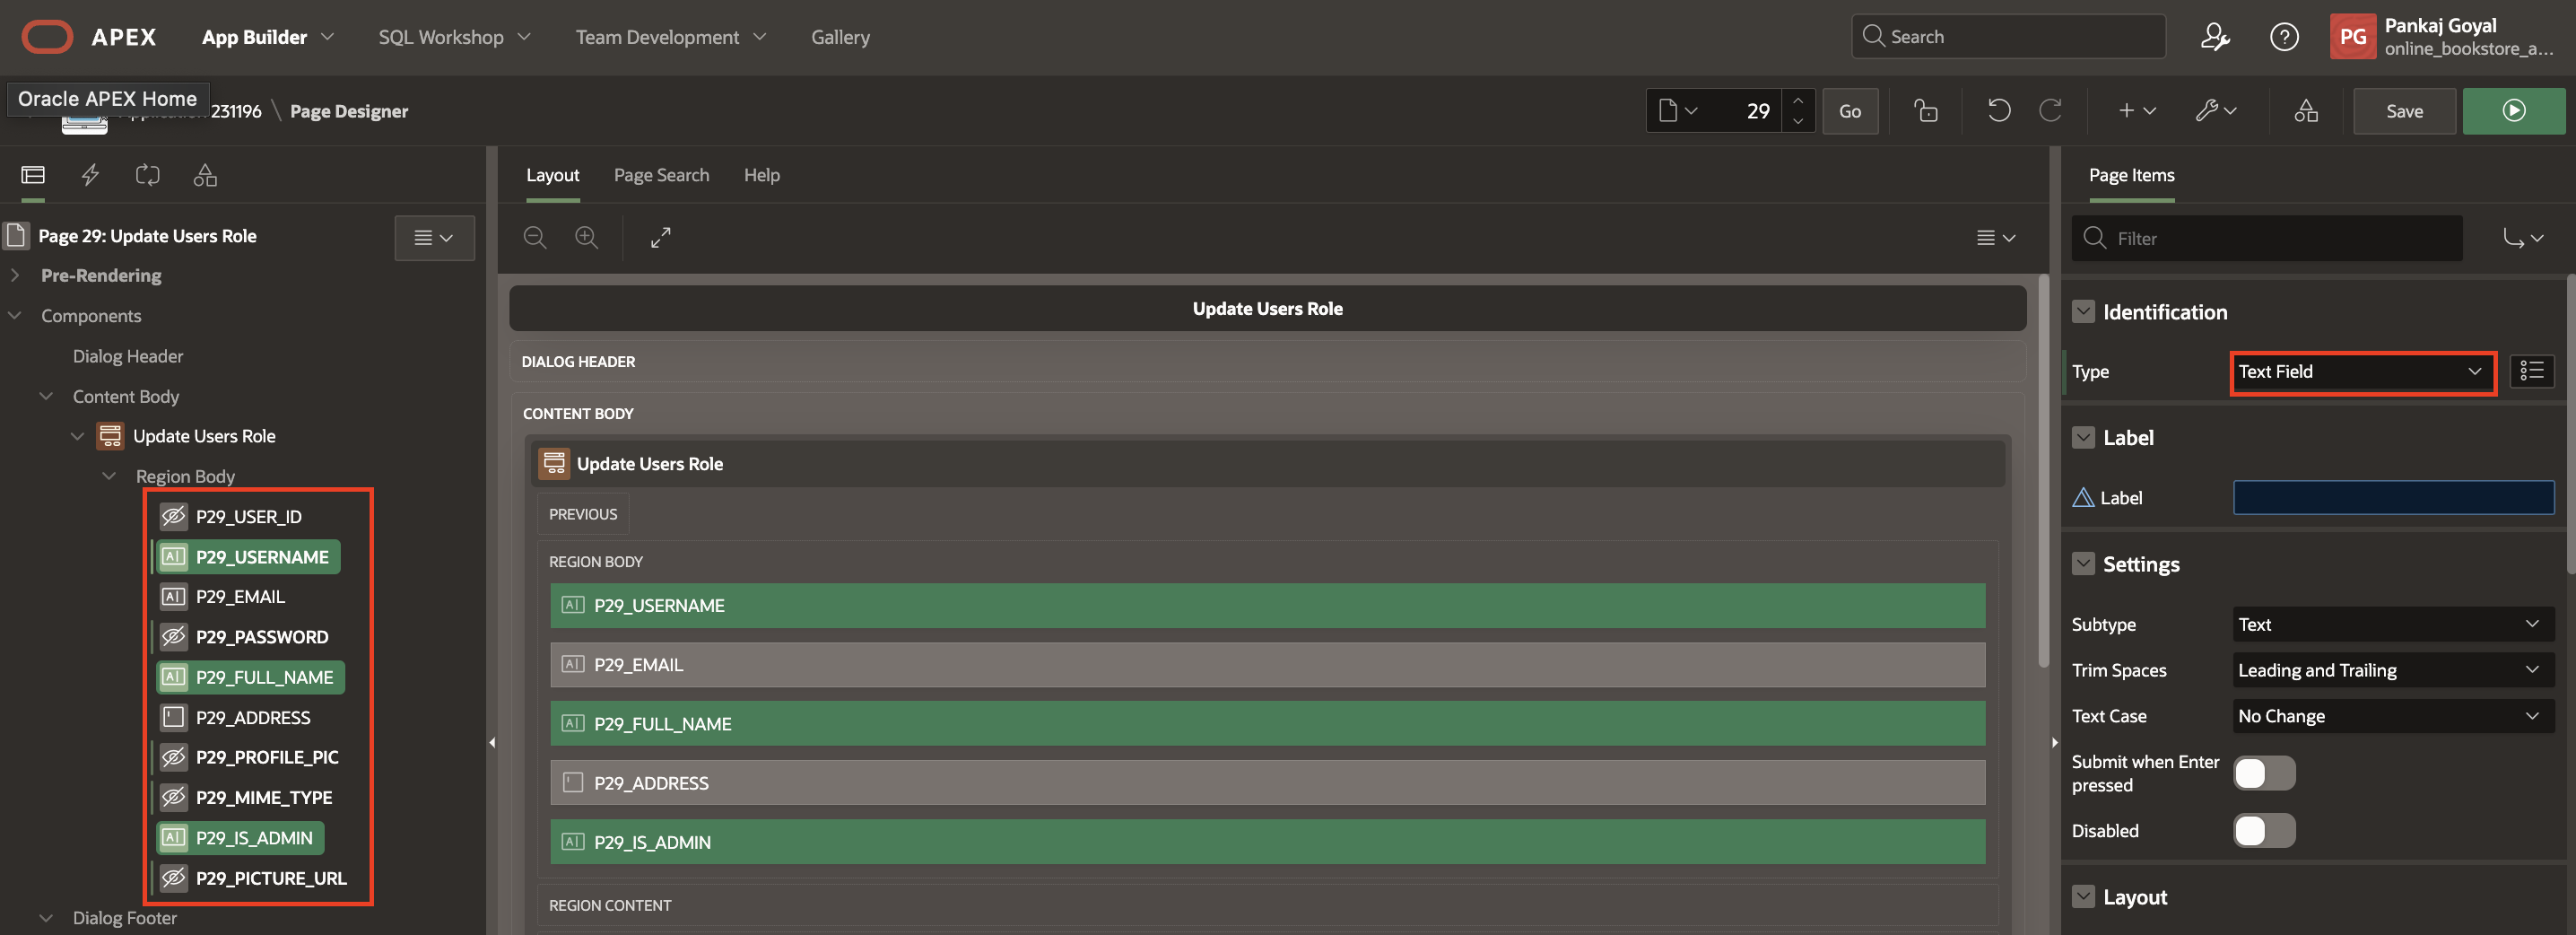 APEX
App Builder
SQL Workshop
Team Development
Gallery
Search
PG
Pankaj Goyal
online_bookstore_a...
Oracle APEX Home
231196 \ Page Designer
29
Go
Save
Layout
Page Search
Help
Page Items
Page 29: Update Users Role
Pre-Rendering
Components
Dialog Header
Content Body
Update Users Role
Region Body
P29_USER_ID
P29_USERNAME
P29_EMAIL
P29_PASSWORD
P29_FULL_NAME
P29_ADDRESS
P29_PROFILE_PIC
P29_MIME_TYPE
P29_IS_ADMIN
P29_PICTURE_URL
Dialog Footer
Update Users Role
DIALOG HEADER
CONTENT BODY
Update Users Role
PREVIOUS
REGION BODY
P29_USERNAME
P29_EMAIL
P29_FULL_NAME
P29_ADDRESS
P29_IS_ADMIN
REGION CONTENT
Filter
Identification
Type
Text Field
Label
Label
Settings
Subtype
Text
Trim Spaces
Leading and Trailing
Text Case
No Change
Submit when Enter
pressed
Disabled
Layout